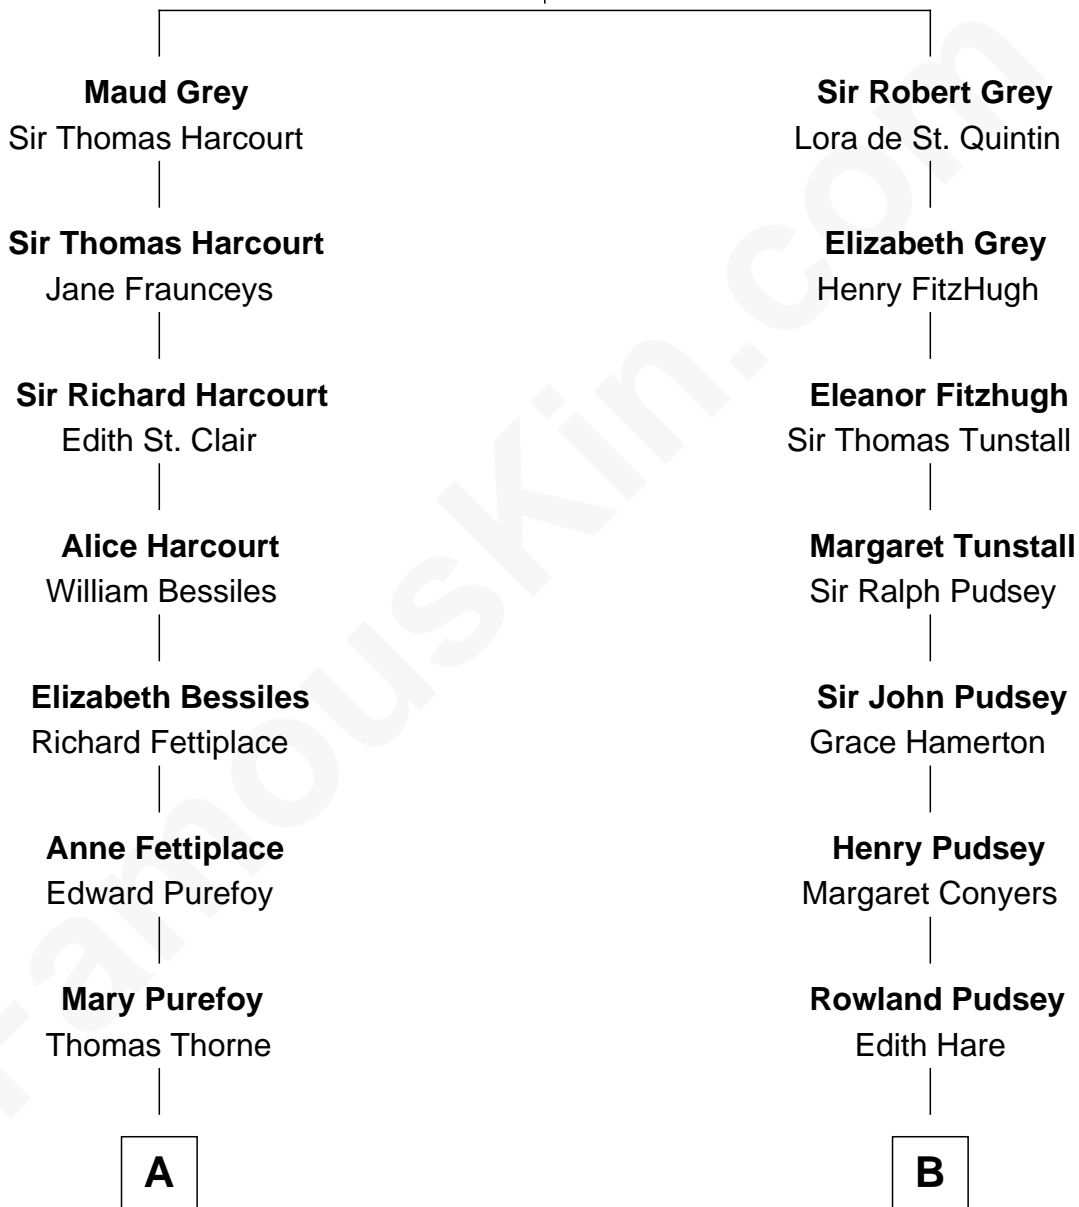 Maud Grey
Sir Thomas Harcourt
Sir Thomas Harcourt
Jane Fraunceys
Sir Richard Harcourt
Edith St. Clair
Alice Harcourt
William Bessiles
Elizabeth Bessiles
Richard Fettiplace
Anne Fettiplace
Edward Purefoy
Mary Purefoy
Thomas Thorne
A
Sir Robert Grey
Lora de St. Quintin
Elizabeth Grey
Henry FitzHugh
Eleanor Fitzhugh
Sir Thomas Tunstall
Margaret Tunstall
Sir Ralph Pudsey
Sir John Pudsey
Grace Hamerton
Henry Pudsey
Margaret Conyers
Rowland Pudsey
Edith Hare
B
FamousKin.com